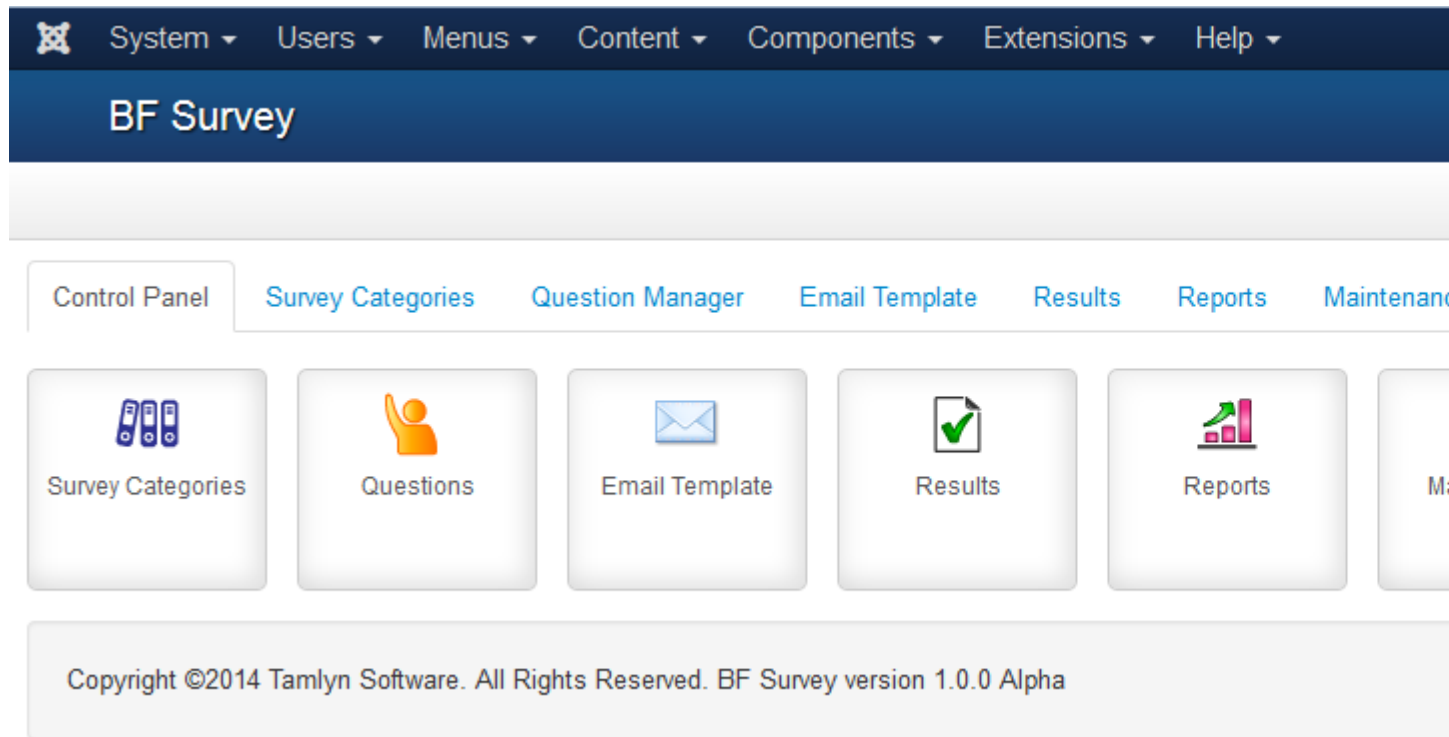 System Users Menus Content Components Extensions Help
BF Survey
Control Panel Survey Categories Question Manager Email Template Results Reports
Survey Categories Questions Email Template Results Reports
Copyright ©2014 Tamlyn Software. All Rights Reserved. BF Survey version 1.0.0 Alpha